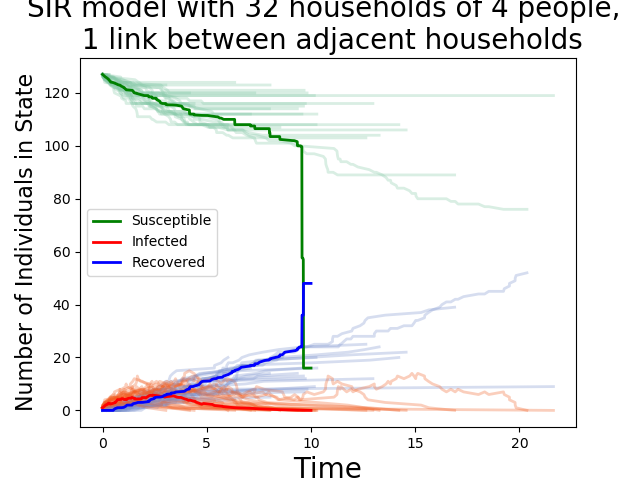 SIR model with 32 households of 4 people,
1 link between adjacent households
Number of Individuals in State
120
100
80
60
40
20
0
Susceptible
Infected
Recovered
0 5 10 15 20
Time